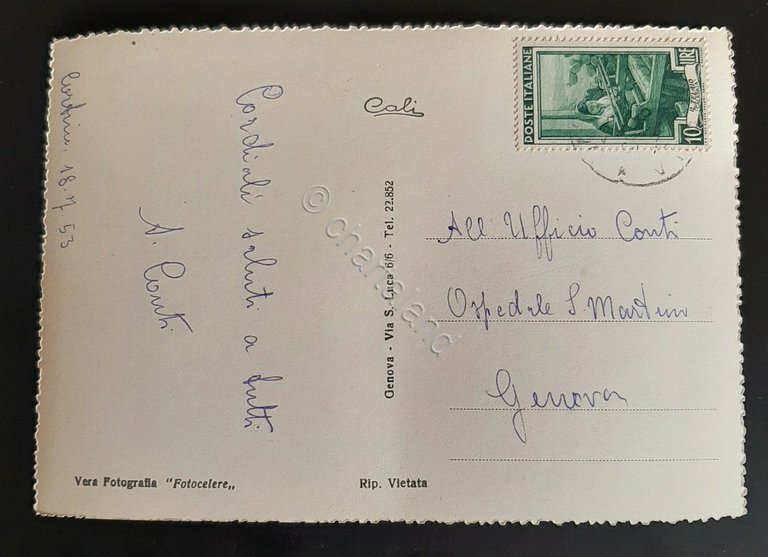 18.7.53
Cordiali saluti a tutti
A. Conti
Cali
Genova - Via S. Luca 6/6 - Tel. 22.852
POSTE ITALIANE
LIRE
10
All' Ufficio Conti
Ospedale S. Martino
Genova
Vera Fotografia "Fotocelere„
Rip. Vietata